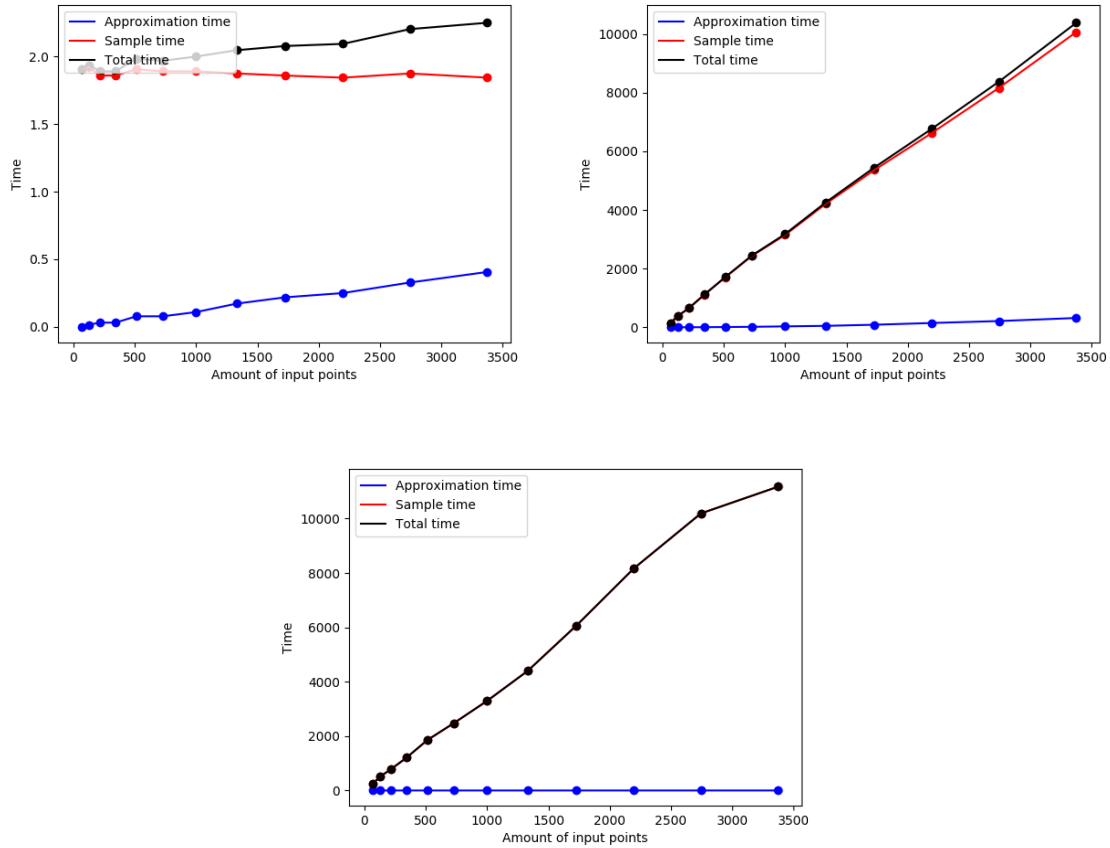 Approximation time
Sample time
Total time
2.0
1.5
1.0
0.5
0.0
Time
0 500 1000 1500 2000 2500 3000 3500
Amount of input points
Approximation time
Sample time
Total time
10000
8000
6000
4000
2000
0
Time
0 500 1000 1500 2000 2500 3000 3500
Amount of input points
Approximation time
Sample time
Total time
10000
8000
6000
4000
2000
0
Time
0 500 1000 1500 2000 2500 3000 3500
Amount of input points